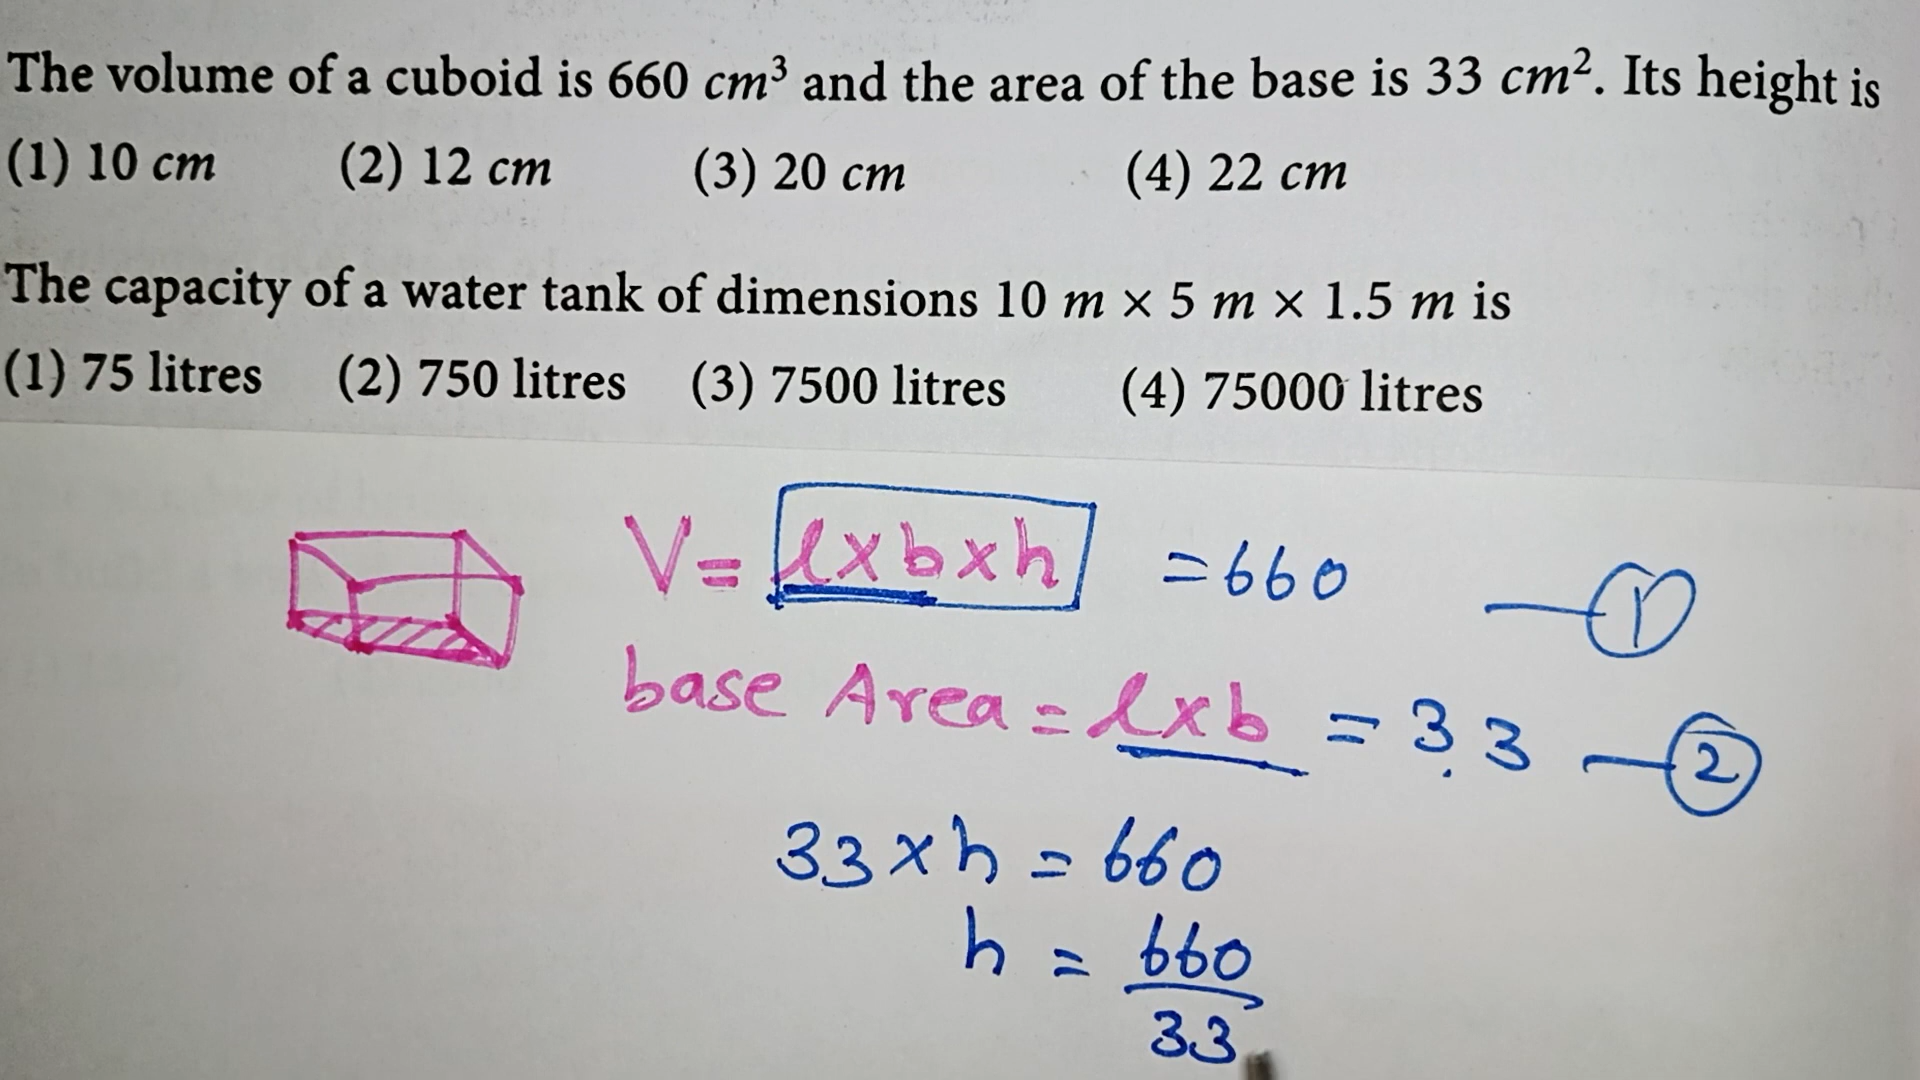 The volume of a cuboid is 660 cm³ and the area of the base is 33 cm². Its height is
(1) 10 cm (2) 12 cm (3) 20 cm (4) 22 cm
The capacity of a water tank of dimensions 10 m × 5 m × 1.5 m is
(1) 75 litres (2) 750 litres (3) 7500 litres (4) 75000 litres
V = l×b×h = 660 — 1
base Area = l×b = 33 — 2
33 × h = 660
h = 660
33